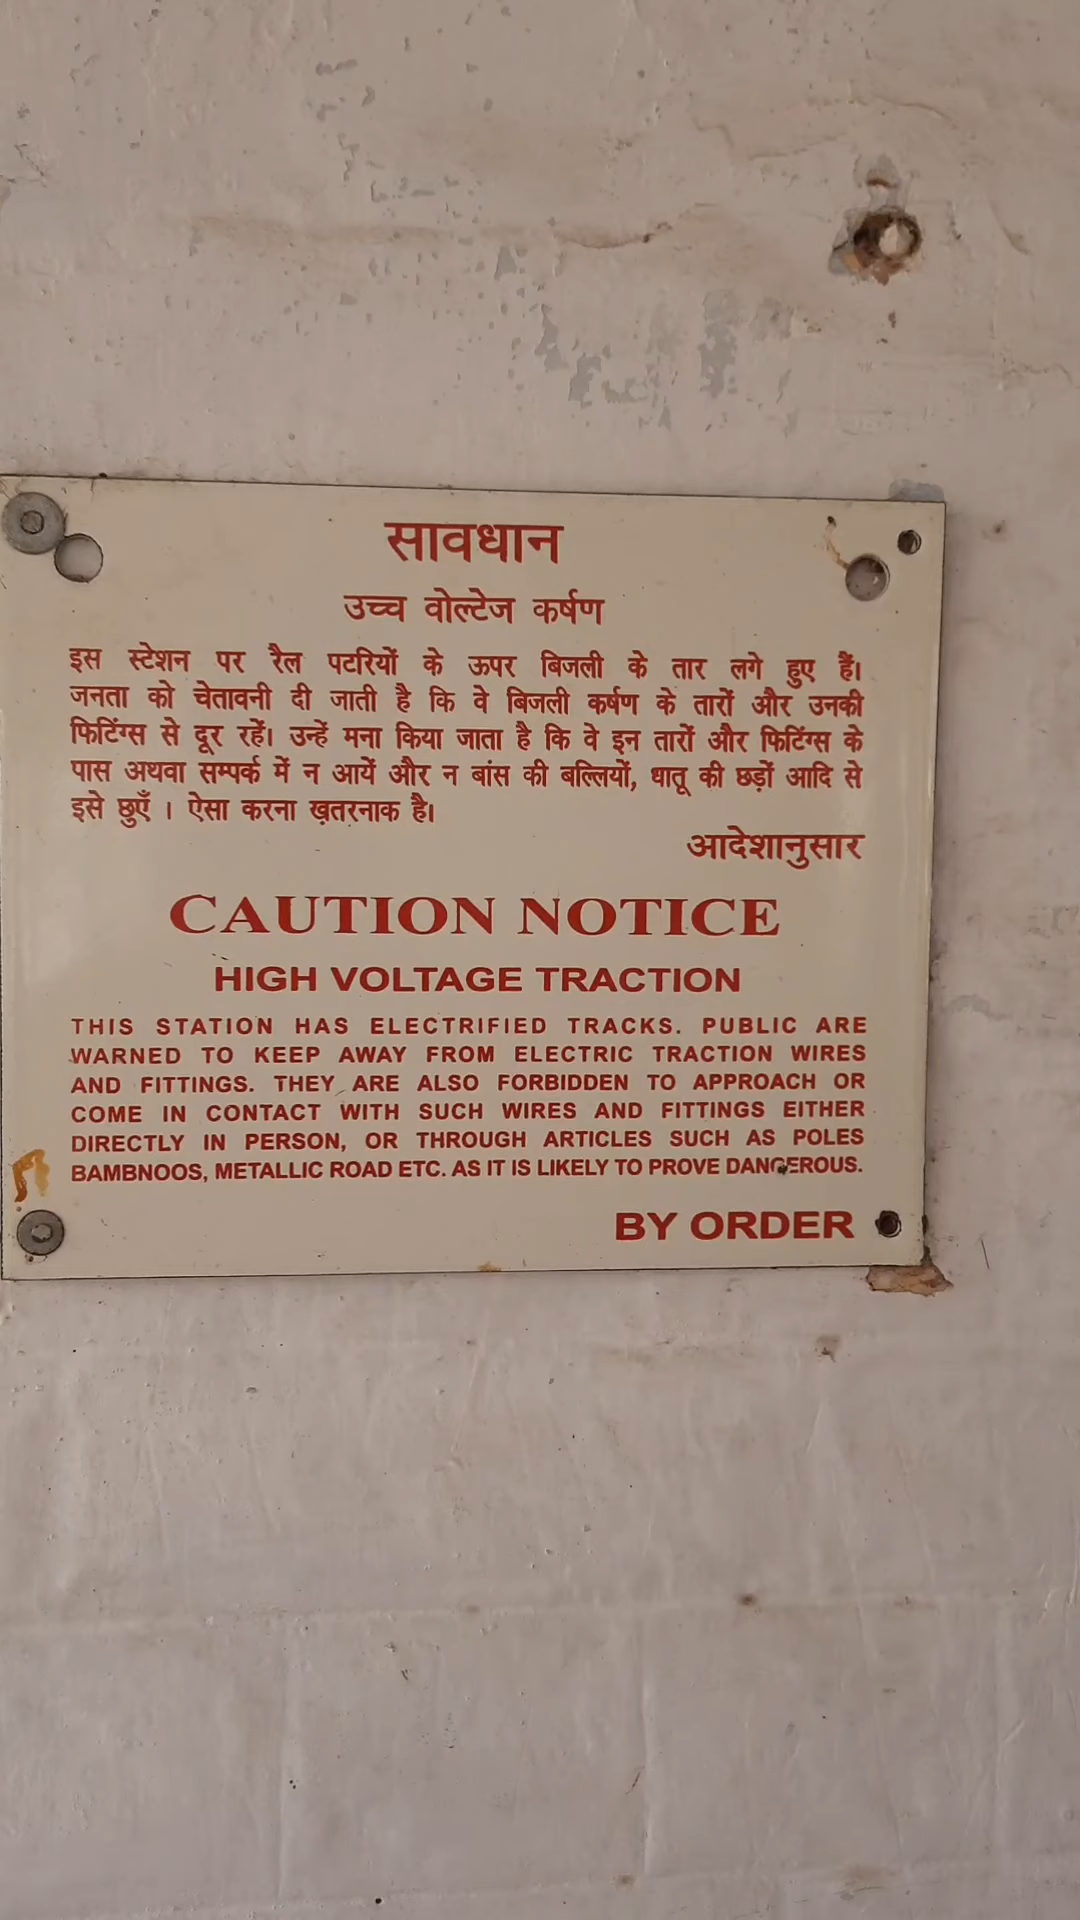 सावधान
उच्च वोल्टेज कर्षण
इस स्टेशन पर रैल पटरियों के ऊपर बिजली के तार लगे हुए हैं।
जनता को चेतावनी दी जाती है कि वे बिजली कर्षण के तारों और उनकी
फिटिंग्स से दूर रहें। उन्हें मना किया जाता है कि वे इन तारों और फिटिंग्स के
पास अथवा सम्पर्क में न आयें और न बांस की बल्लियों, धातू की छड़ों आदि से
इसे छुएँ । ऐसा करना ख़तरनाक है।
आदेशानुसार
CAUTION NOTICE
HIGH VOLTAGE TRACTION
THIS STATION HAS ELECTRIFIED TRACKS. PUBLIC ARE
WARNED TO KEEP AWAY FROM ELECTRIC TRACTION WIRES
AND FITTINGS. THEY ARE ALSO FORBIDDEN TO APPROACH OR
COME IN CONTACT WITH SUCH WIRES AND FITTINGS EITHER
DIRECTLY IN PERSON, OR THROUGH ARTICLES SUCH AS POLES
BAMBNOOS, METALLIC ROAD ETC. AS IT IS LIKELY TO PROVE DANGEROUS.
BY ORDER